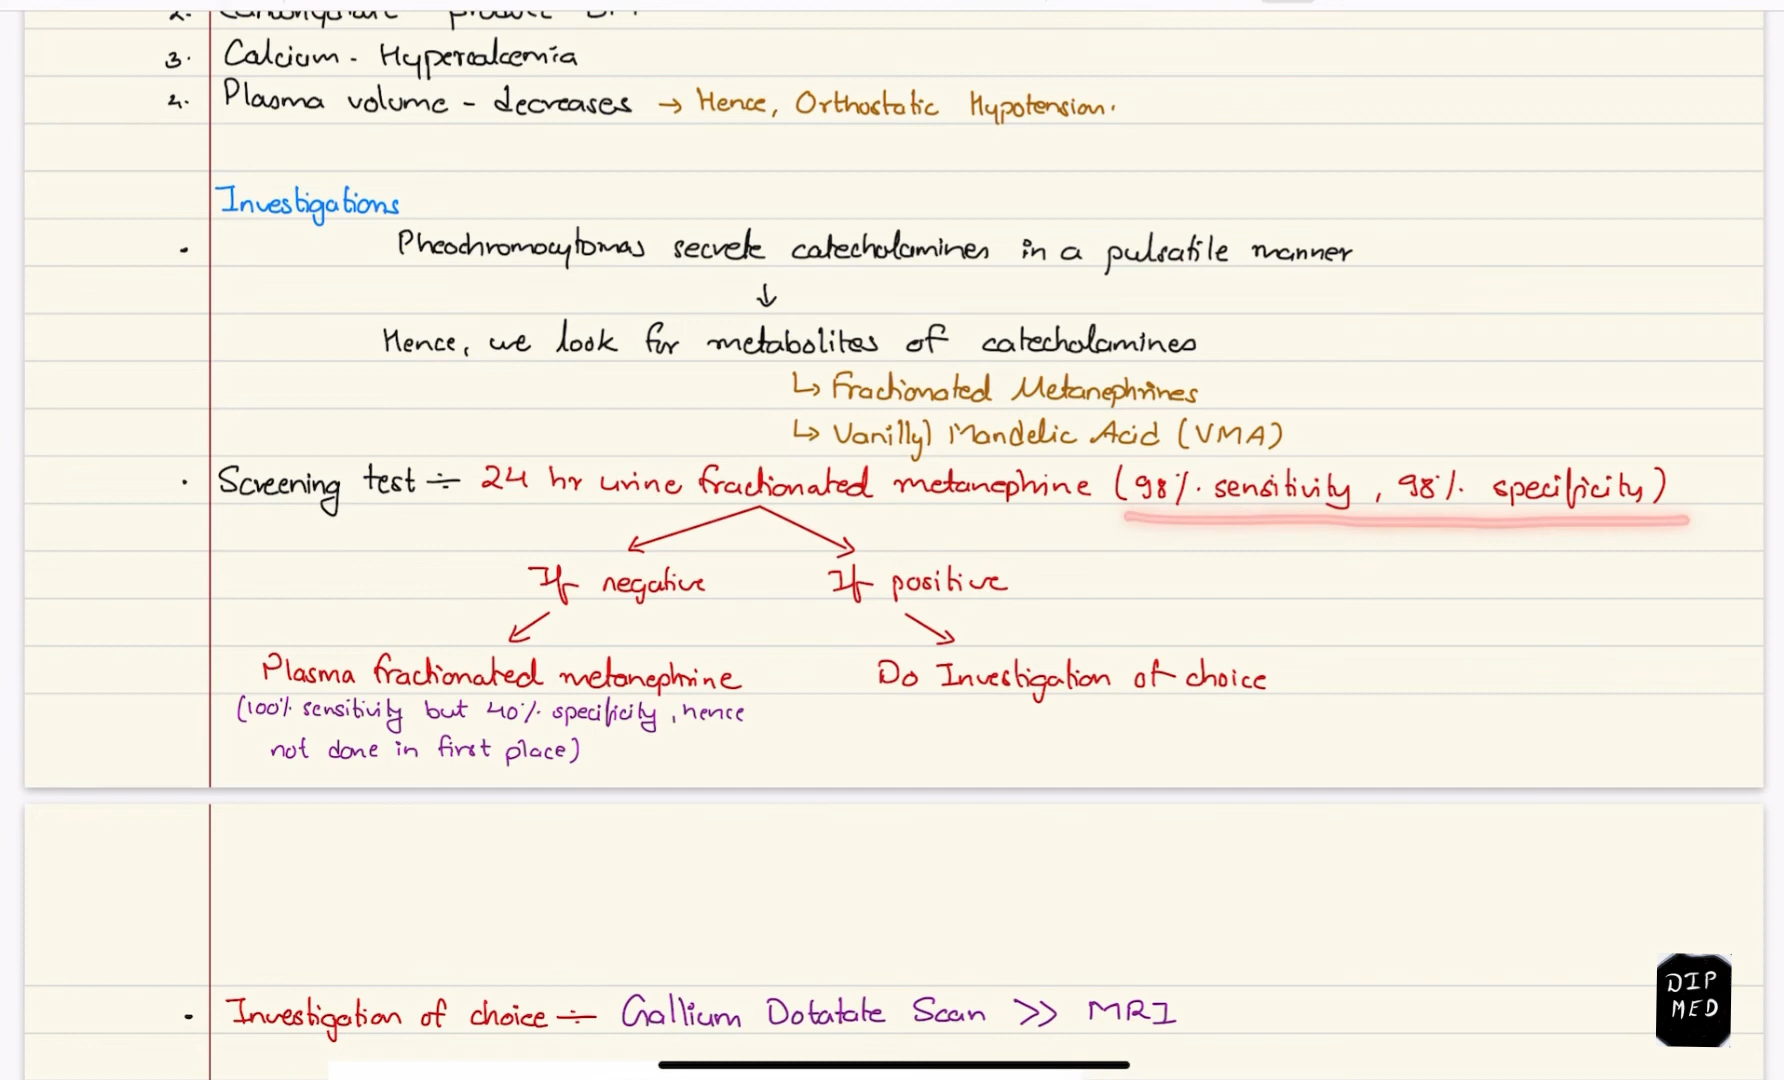 3. Calcium - Hypercalcemia
4. Plasma volume - decreases → Hence, Orthostatic Hypotension.
Investigations
• Pheochromocytomas secrete catecholamines in a pulsatile manner
↓
Hence, we look for metabolites of catecholamines
↳ Fractionated Metanephrines
↳ Vanillyl Mandelic Acid (VMA)
• Screening test ÷ 24 hr urine fractionated metanephrine (98% sensitivity, 98% specificity)
If negative If positive
Plasma fractionated metanephrine Do Investigation of choice
(100% sensitivity but 40% specificity, hence
not done in first place)
• Investigation of choice ÷ Gallium Dotatate Scan >> MRI
DIP
MED